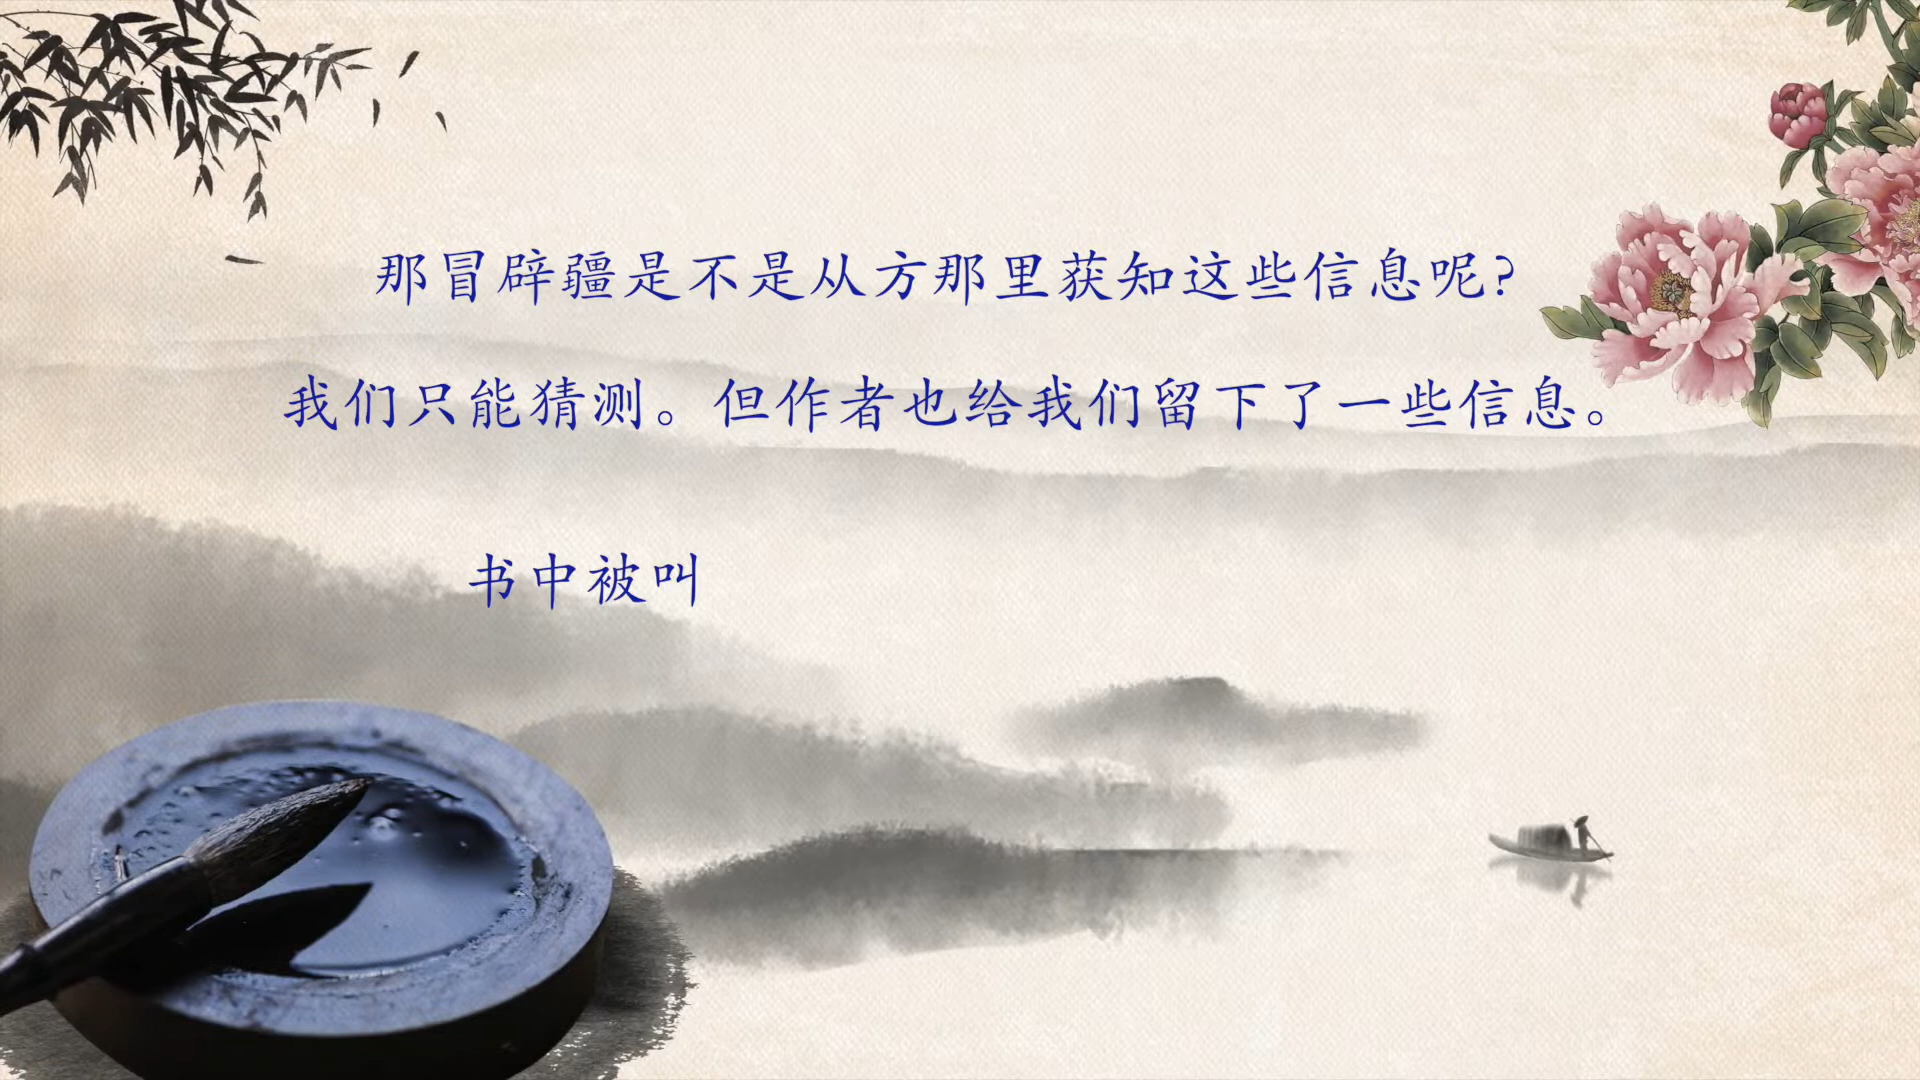 那冒辟疆是不是从方那里获知这些信息呢?
我们只能猜测。但作者也给我们留下了一些信息。
书中被叫